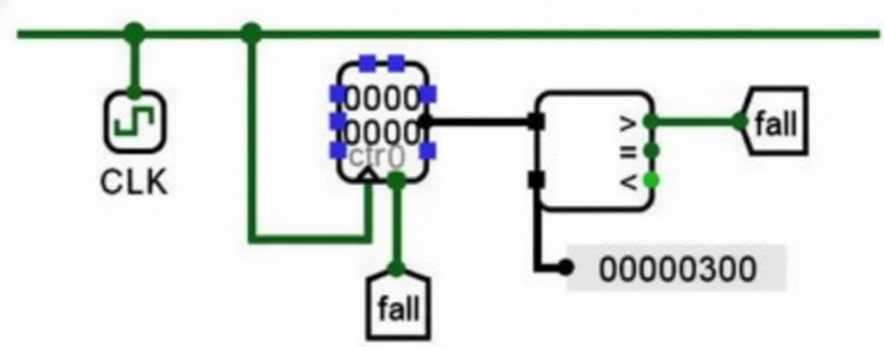 0000
0000
ctr0
>
=
<
fall
CLK
00000300
fall